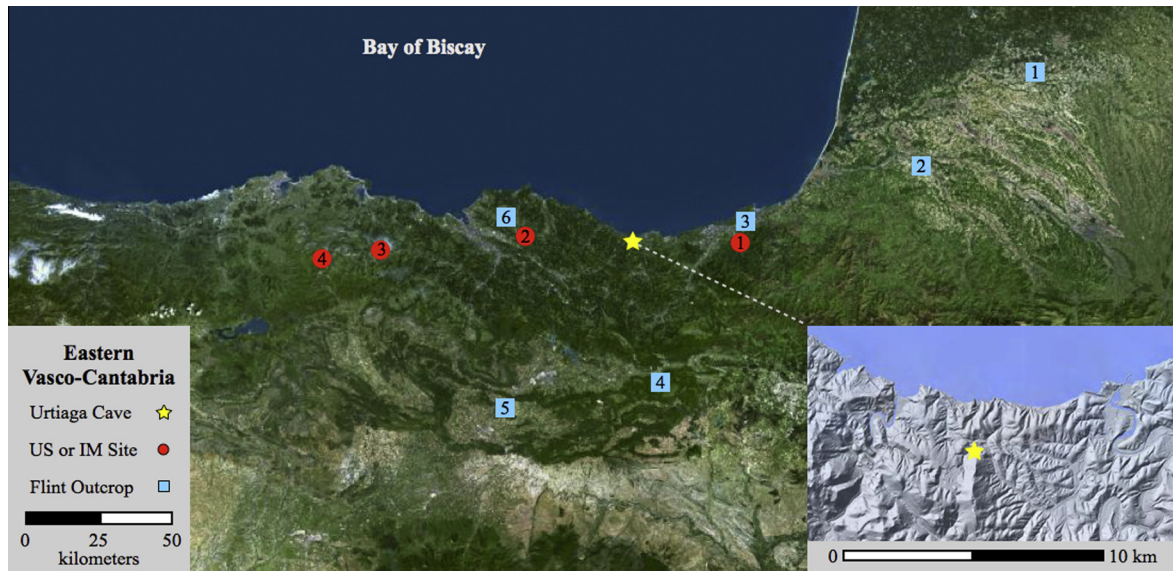 Bay of Biscay
1
2
3
6
2
1
3
4
4
5
Eastern
Vasco-Cantabria
Urtiaga Cave
US or IM Site
Flint Outcrop
0 25 50
kilometers
0 10 km